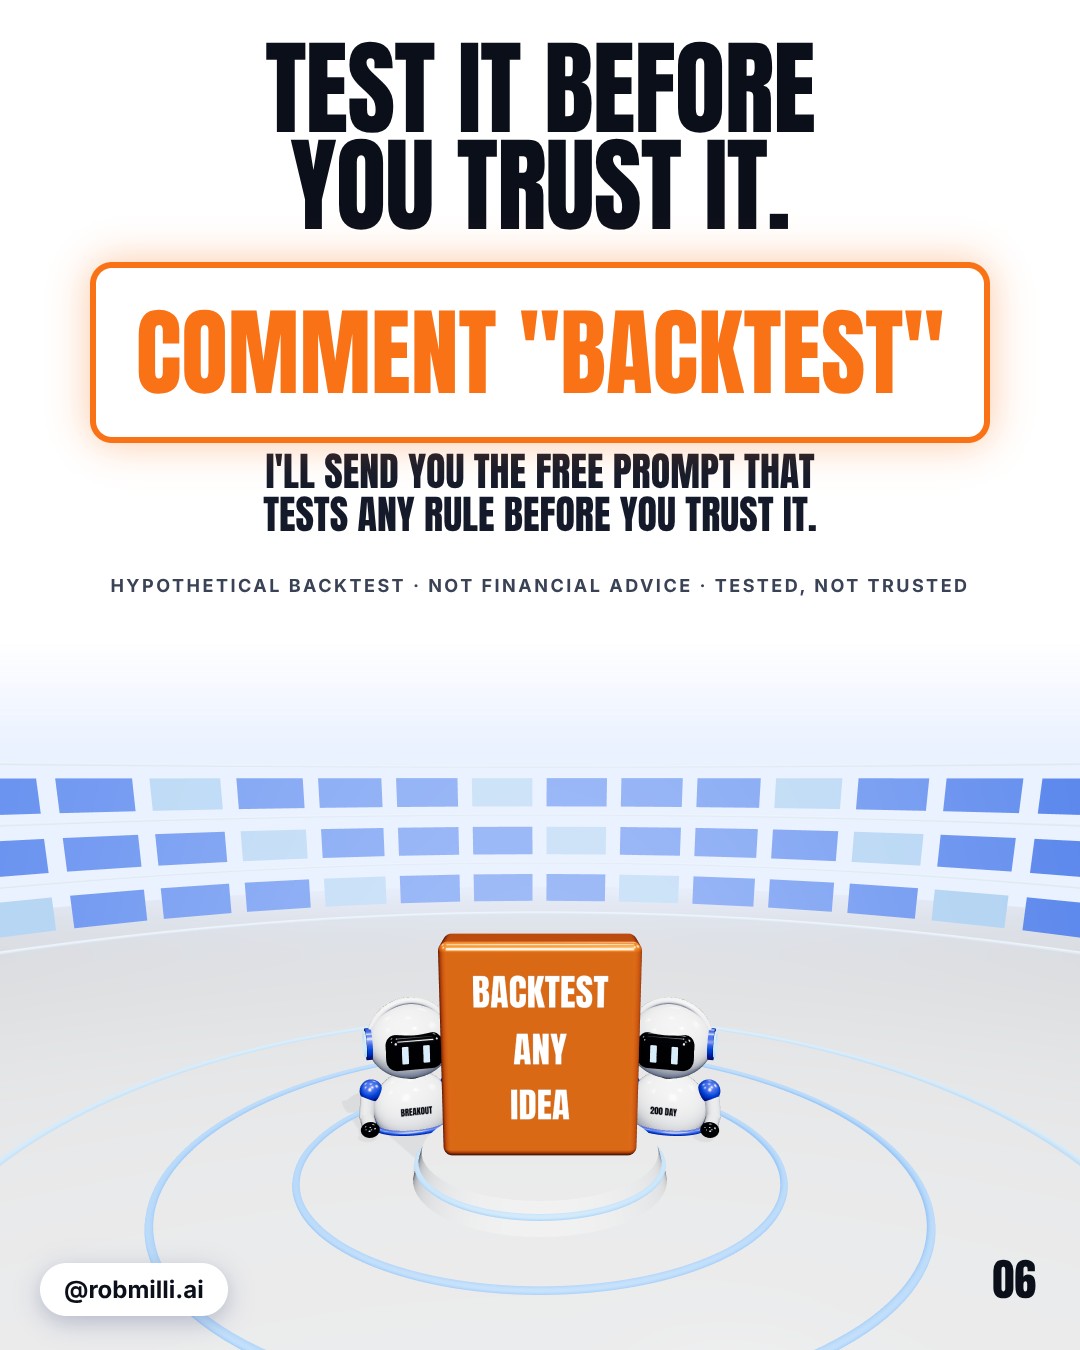 TEST IT BEFORE
YOU TRUST IT.
COMMENT "BACKTEST"
I'LL SEND YOU THE FREE PROMPT THAT
TESTS ANY RULE BEFORE YOU TRUST IT.
HYPOTHETICAL BACKTEST · NOT FINANCIAL ADVICE · TESTED, NOT TRUSTED
BACKTEST
ANY
IDEA
BREAKOUT
200 DAY
@robmilli.ai
06